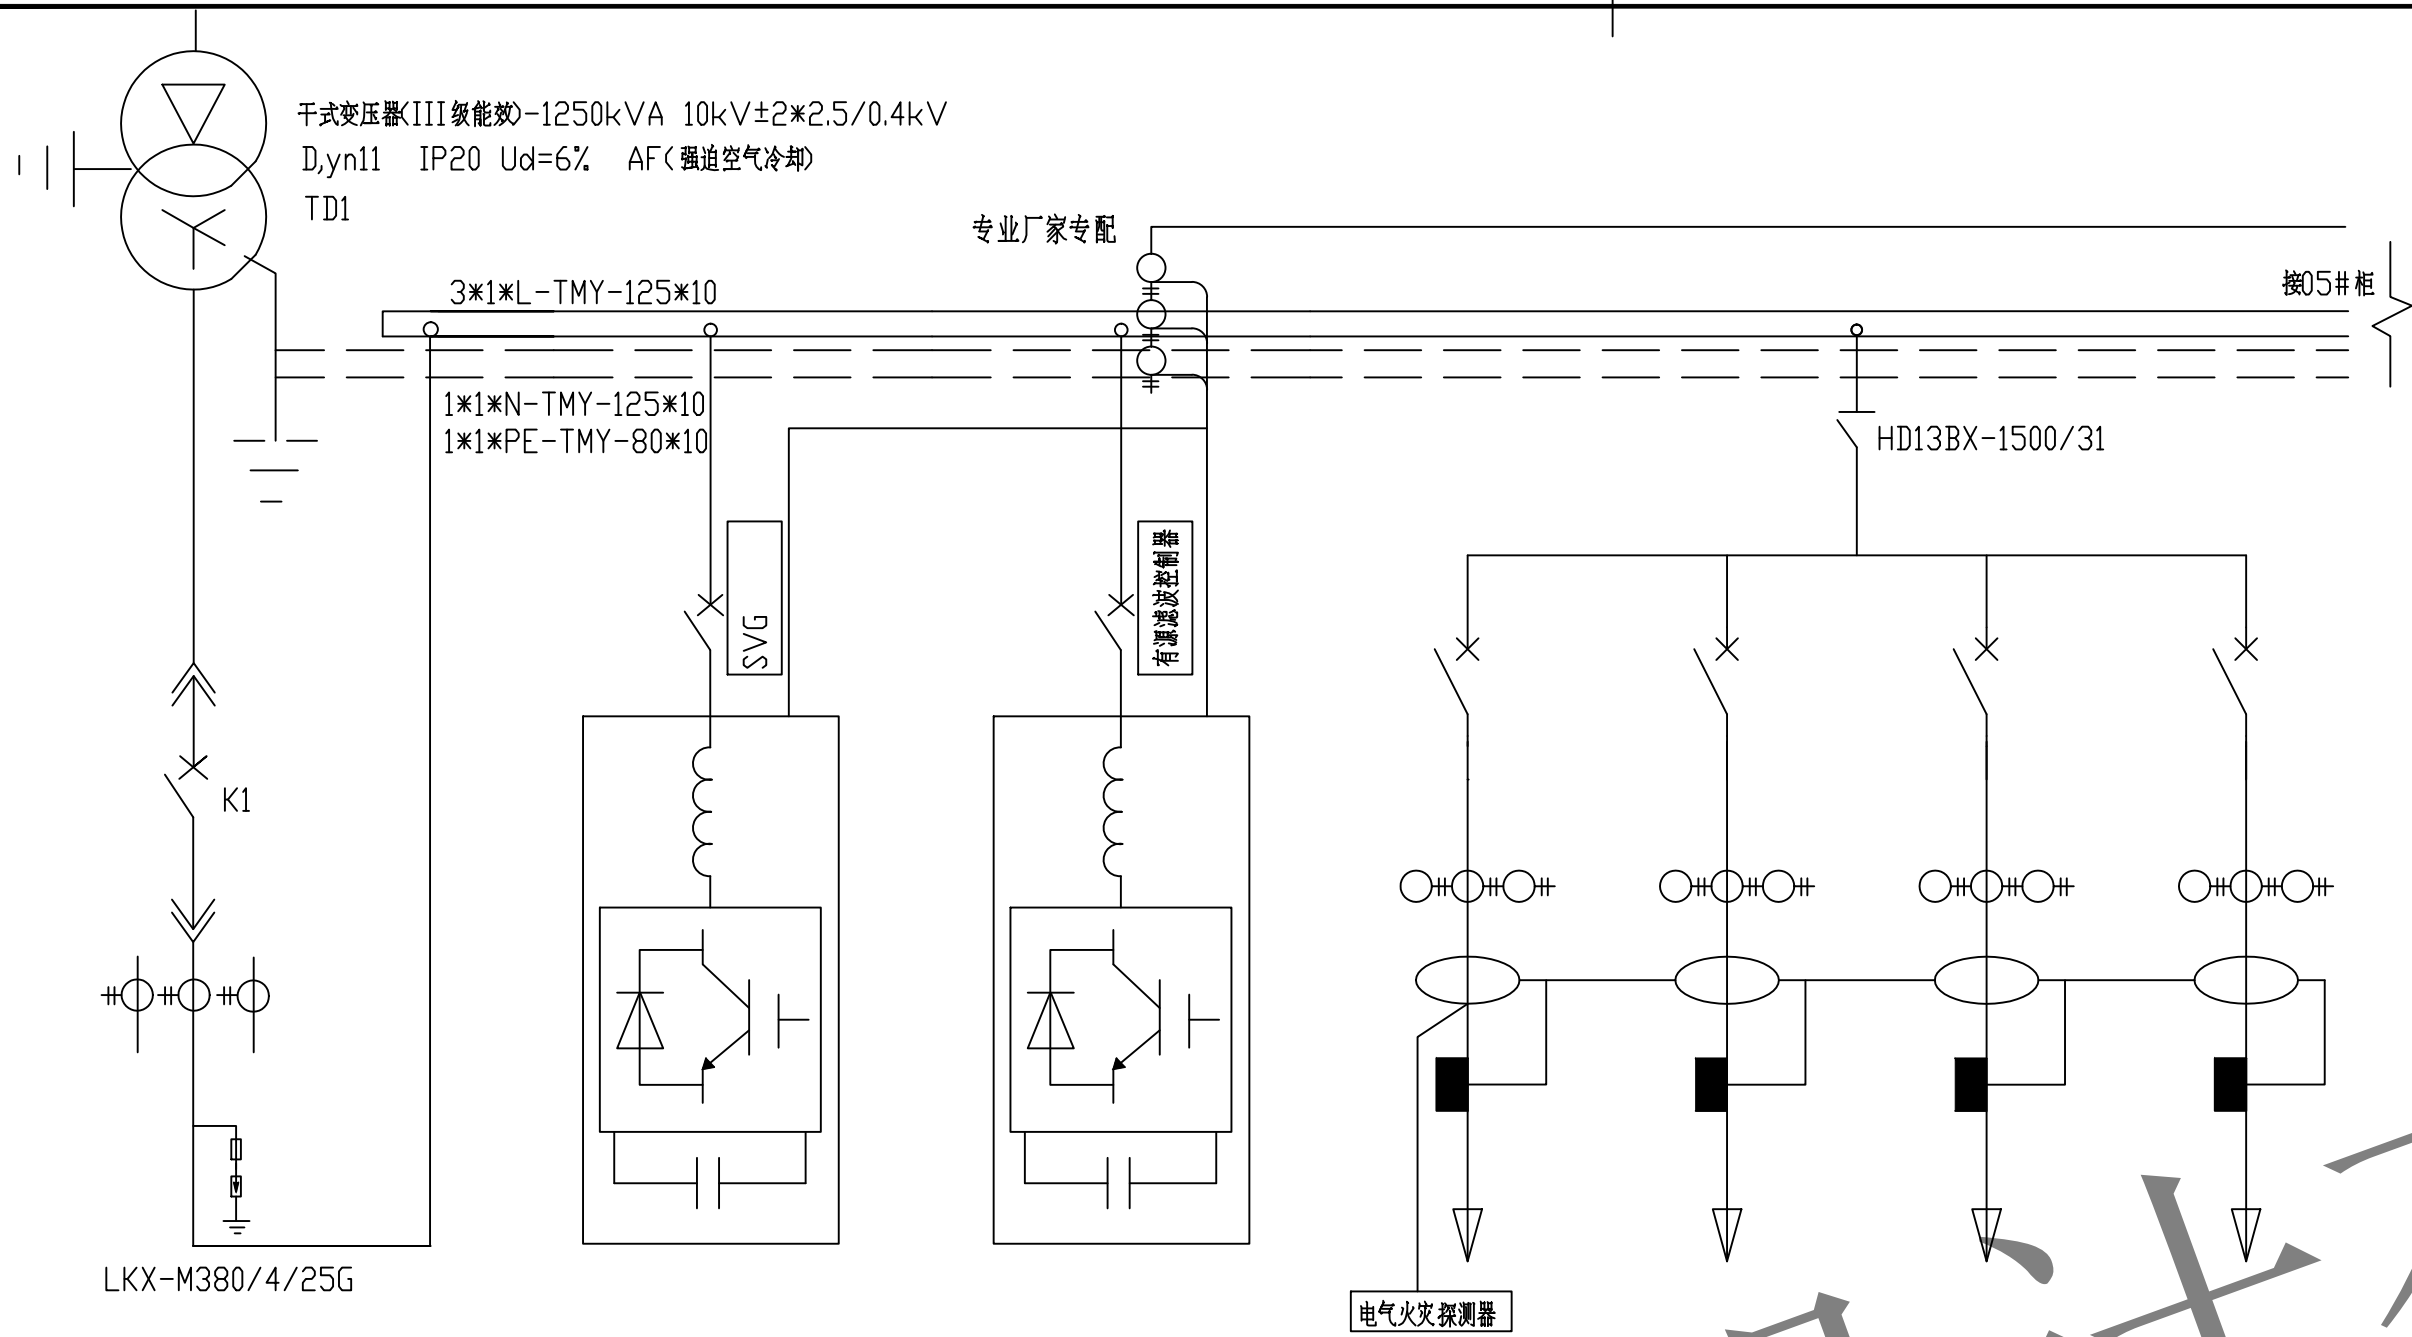 干式变压器(III级能效)-1250kVA 10kV±2*2.5/0.4kV
D,yn11 IP20 Ud=6% AF(强迫空气冷却)
TD1
专业厂家专配
3*1*L-TMY-125*10
接05#柜
1*1*N-TMY-125*10
1*1*PE-TMY-80*10
HD13BX-1500/31
SVG
有源滤波控制器
K1
LKX-M380/4/25G
电气火灾探测器